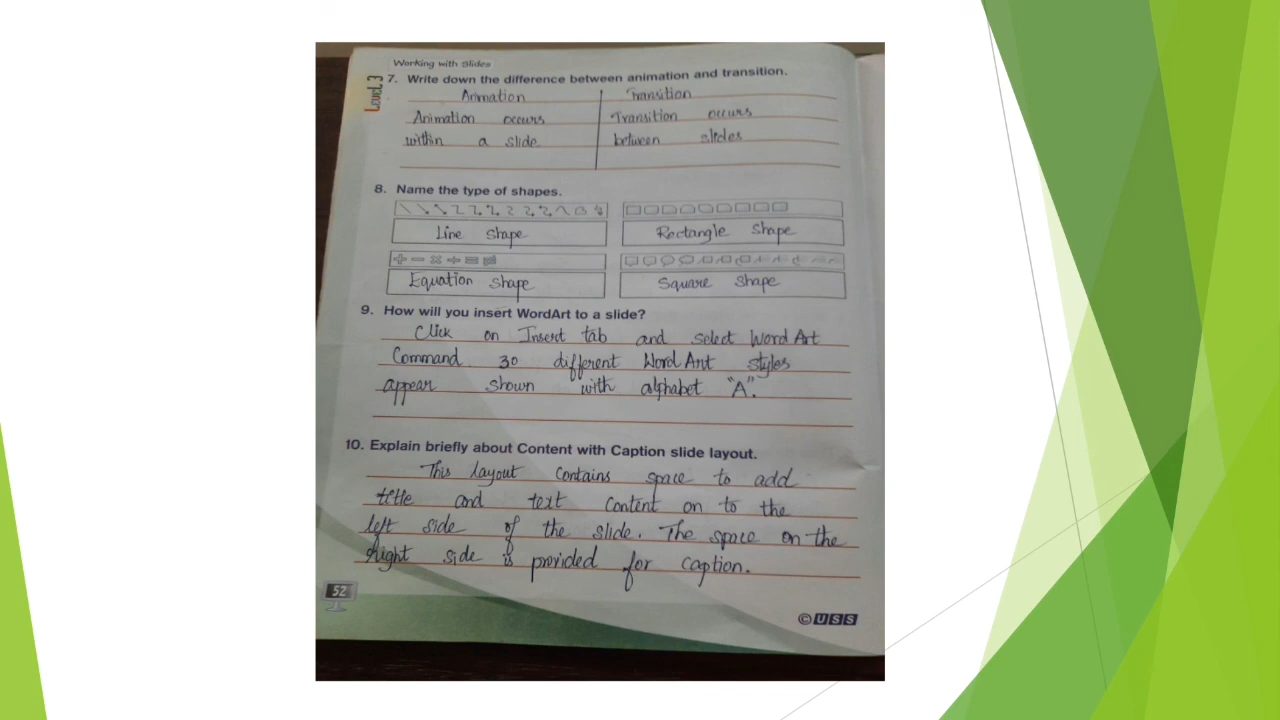 Working with Slides
Level 3
7. Write down the difference between animation and transition.
Animation Transition
Animation occurs Transition occurs
within a slide between slides
8. Name the type of shapes.
Line shape Rectangle shape
Equation shape Square shape
9. How will you insert WordArt to a slide?
Click on Insert tab and select Word Art
Command 30 different Word Art styles
appear shown with alphabet "A".
10. Explain briefly about Content with Caption slide layout.
This layout contains space to add
title and text content on to the
left side of the slide. The space on the
right side is provided for caption.
52
© USS